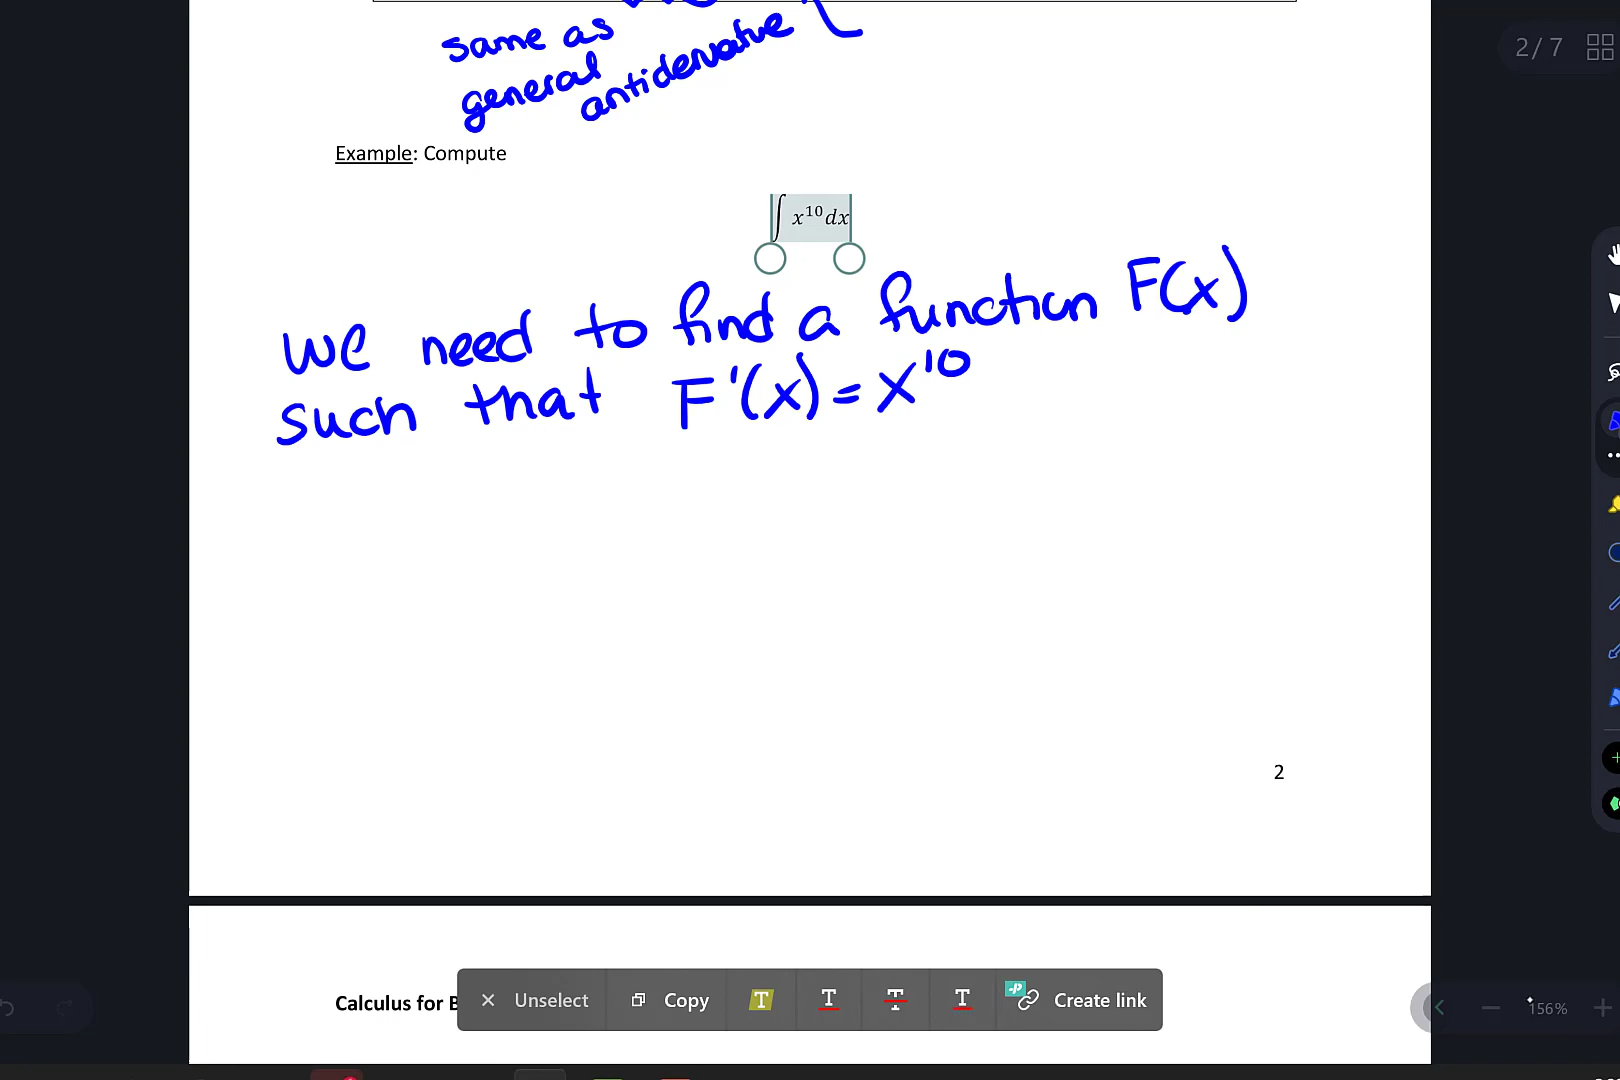 same as
general
antiderivatve
Example: Compute
∫ x¹⁰dx
We need to find a function F(x)
such that F'(x) = x¹⁰
2
Calculus for B
× Unselect Copy T T T T Create link
2 / 7
156%